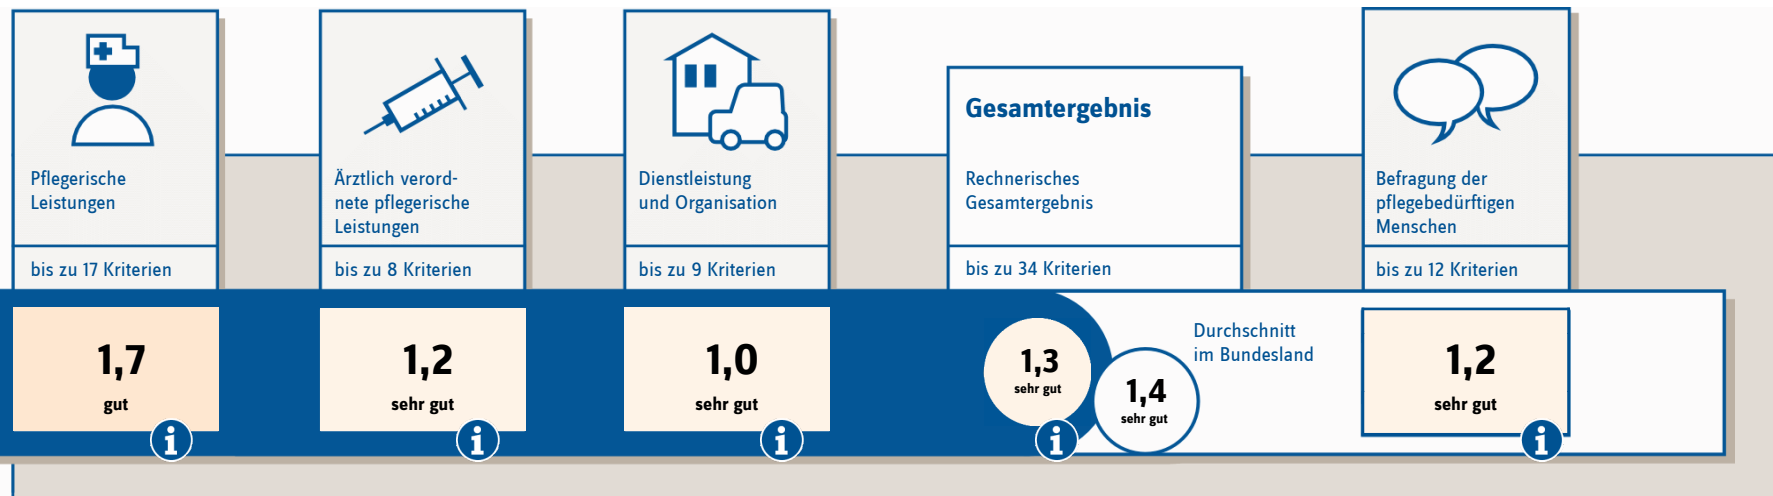 Pflegerische
Leistungen
bis zu 17 Kriterien
1,7
gut
Ärztlich verord-
nete pflegerische
Leistungen
bis zu 8 Kriterien
1,2
sehr gut
Dienstleistung
und Organisation
bis zu 9 Kriterien
1,0
sehr gut
Gesamtergebnis
Rechnerisches
Gesamtergebnis
bis zu 34 Kriterien
1,3
sehr gut
1,4
sehr gut
Durchschnitt
im Bundesland
Befragung der
pflegebedürftigen
Menschen
bis zu 12 Kriterien
1,2
sehr gut